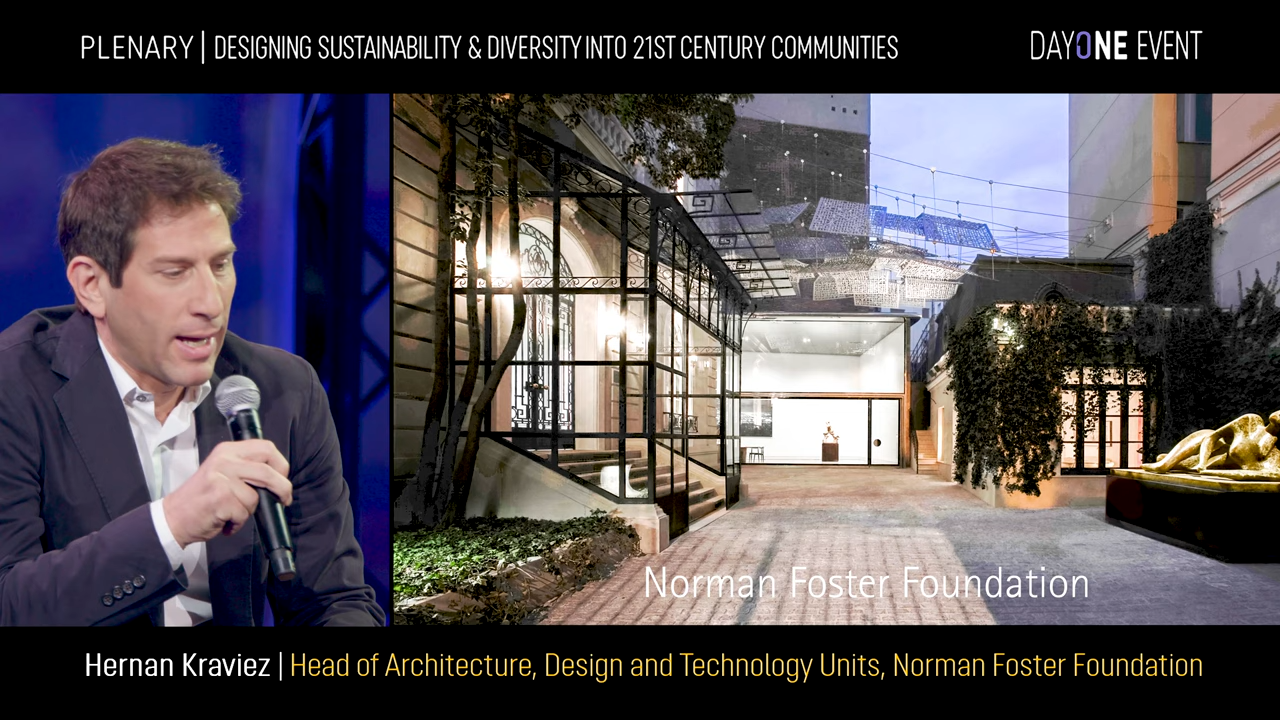 PLENARY | DESIGNING SUSTAINABILITY & DIVERSITY INTO 21ST CENTURY COMMUNITIES
DAYONE EVENT
Norman Foster Foundation
Hernan Kraviez | Head of Architecture, Design and Technology Units, Norman Foster Foundation